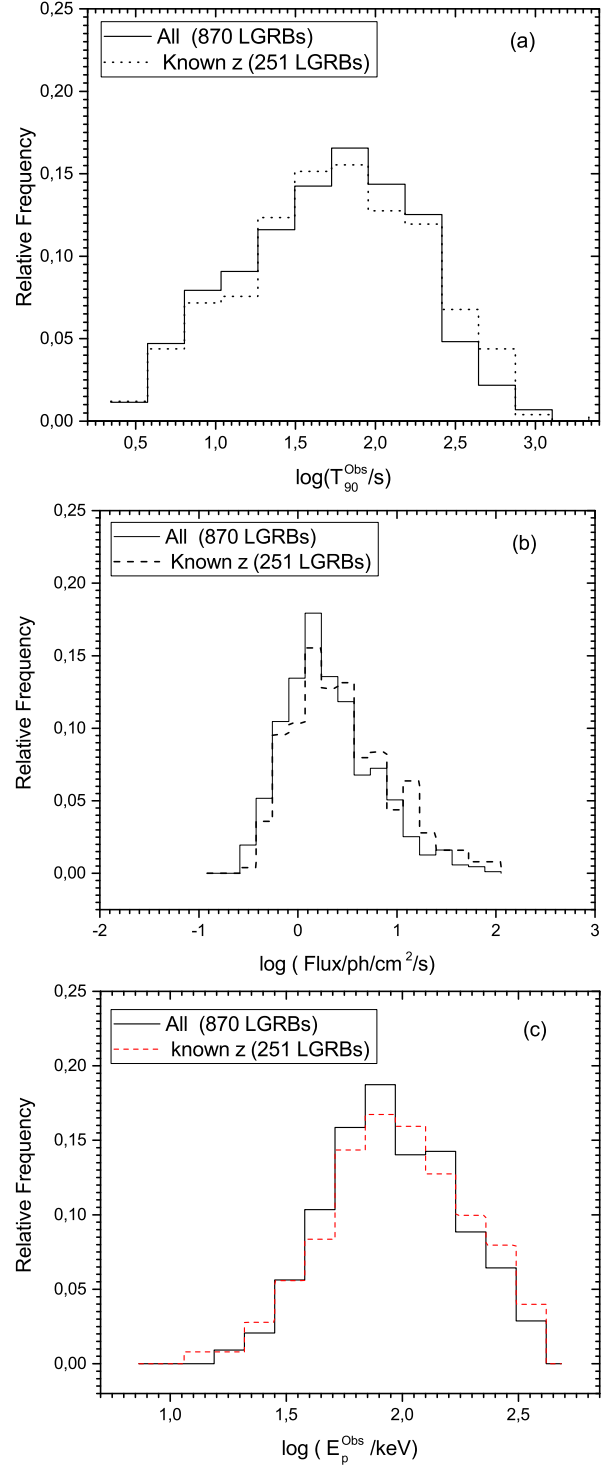 0,25
All (870 LGRBs)
Known z (251 LGRBs)
(a)
0,20
0,15
0,10
0,05
0,00
Relative Frequency
0,5 1,0 1,5 2,0 2,5 3,0
log(T90^Obs/s)
0,25
All (870 LGRBs)
Known z (251 LGRBs)
(b)
0,20
0,15
0,10
0,05
0,00
Relative Frequency
-2 -1 0 1 2 3
log ( Flux/ph/cm²/s)
0,25
All (870 LGRBs)
known z (251 LGRBs)
(c)
0,20
0,15
0,10
0,05
0,00
Relative Frequency
1,0 1,5 2,0 2,5
log ( Ep^Obs /keV)